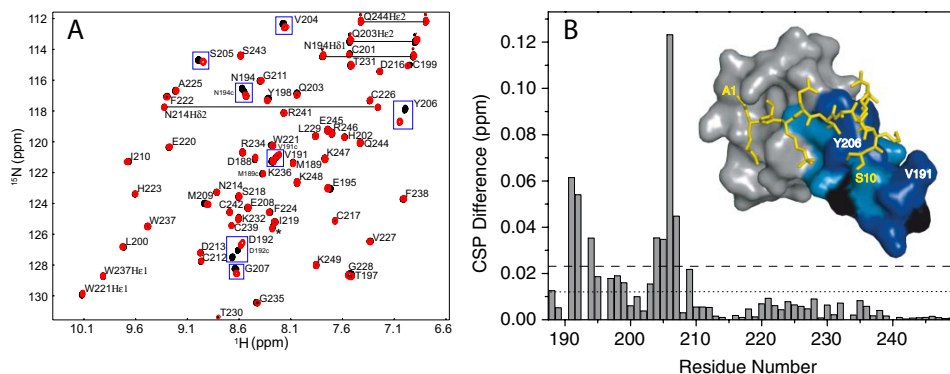 A
112
114
116
118
120
122
124
126
128
130
15N (ppm)
10.1 9.6 9.1 8.6 8.1 7.6 7.1 6.6
1H (ppm)
V204
Q244Hε2
Q203Hε2
S205
S243
N194Hδ1
C201
T231
D216
C199
A225
N194
G211
N194c
Y198
Q203
F222
C226
Y206
N214Hδ2
R241
E245
L229
R246
H202
E220
R234
W221
Q244
V191c
I210
D188
V191
K247
M189c
K236
M189
H223
N214
K248
E195
F238
S218
M209
E208
C242
F224
W237
K232
I219
C217
C239
*
L200
D213
D192
V227
C212
D192c
W237Hε1
G207
K249
G228
T197
W221Hε1
G235
T230
B
0.12
0.10
0.08
0.06
0.04
0.02
0.00
CSP Difference (ppm)
190 200 210 220 230 240
Residue Number
A1
Y206
S10
V191